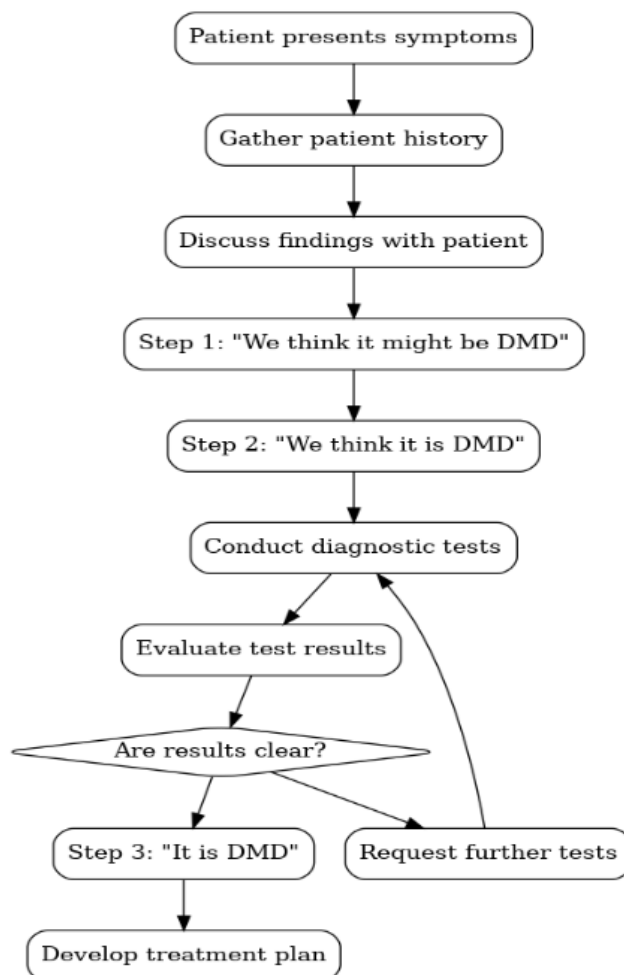 Patient presents symptoms
Gather patient history
Discuss findings with patient
Step 1: "We think it might be DMD"
Step 2: "We think it is DMD"
Conduct diagnostic tests
Evaluate test results
Are results clear?
Step 3: "It is DMD"
Request further tests
Develop treatment plan